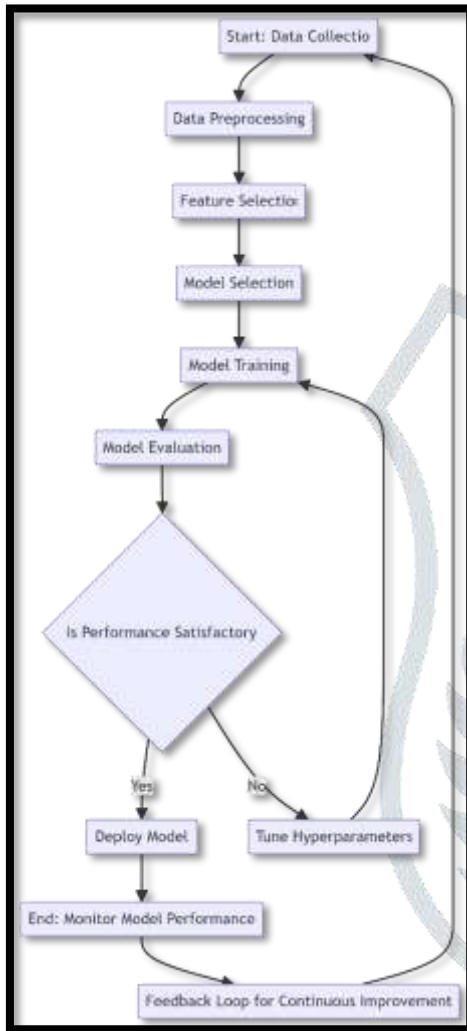 Start: Data Collectio
Data Preprocessing
Feature Selection
Model Selection
Model Training
Model Evaluation
Is Performance Satisfactory
Yes
No
Deploy Model
Tune Hyperparameters
End: Monitor Model Performance
Feedback Loop for Continuous Improvement